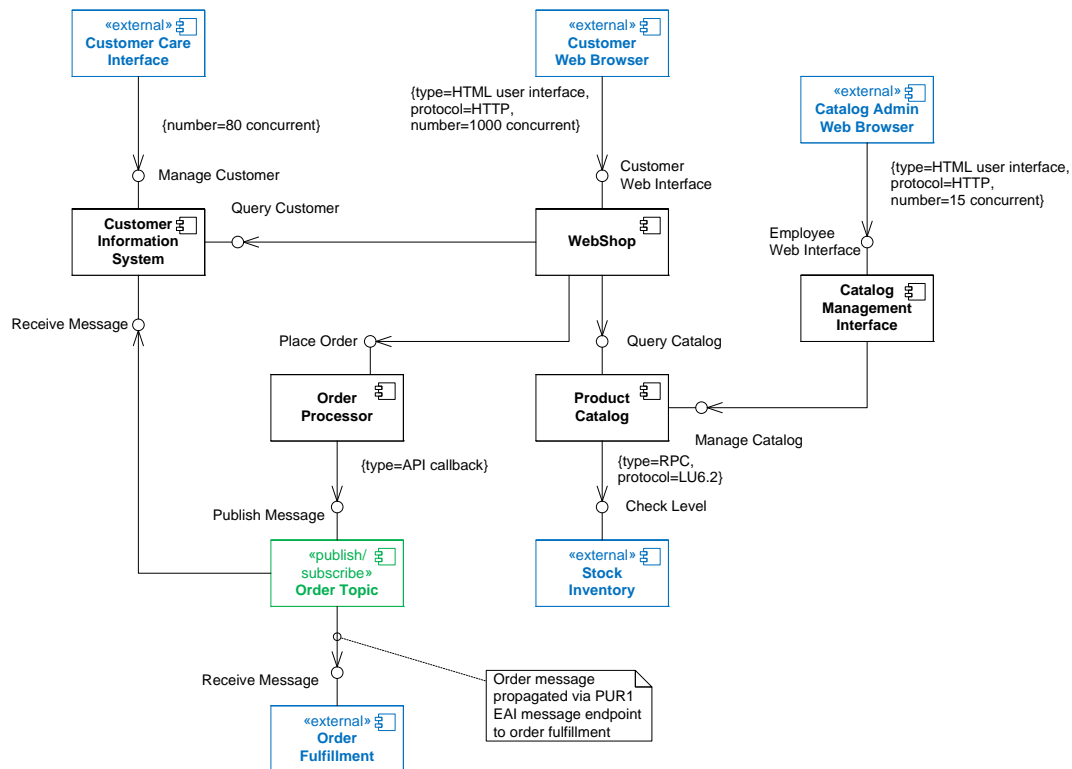 «external»
Customer Care
Interface
«external»
Customer
Web Browser
«external»
Catalog Admin
Web Browser
{number=80 concurrent}
{type=HTML user interface,
protocol=HTTP,
number=1000 concurrent}
{type=HTML user interface,
protocol=HTTP,
number=15 concurrent}
Manage Customer
Customer
Web Interface
Query Customer
Employee
Web Interface
Customer
Information
System
WebShop
Catalog
Management
Interface
Receive Message
Place Order
Query Catalog
Order
Processor
Product
Catalog
Manage Catalog
{type=API callback}
{type=RPC,
protocol=LU6.2}
Publish Message
Check Level
«publish/
subscribe»
Order Topic
«external»
Stock
Inventory
Receive Message
Order message
propagated via PUR1
EAI message endpoint
to order fulfillment
«external»
Order
Fulfillment